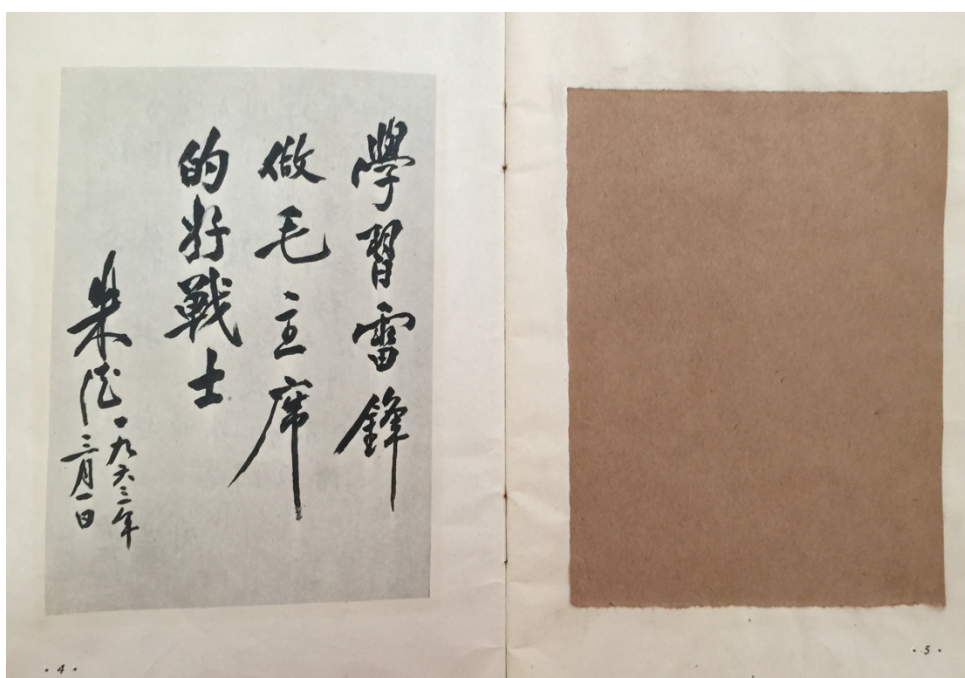 學習雷鋒
做毛主席
的好戰士
朱德
一九六三年
三月一日
·4·
·5·